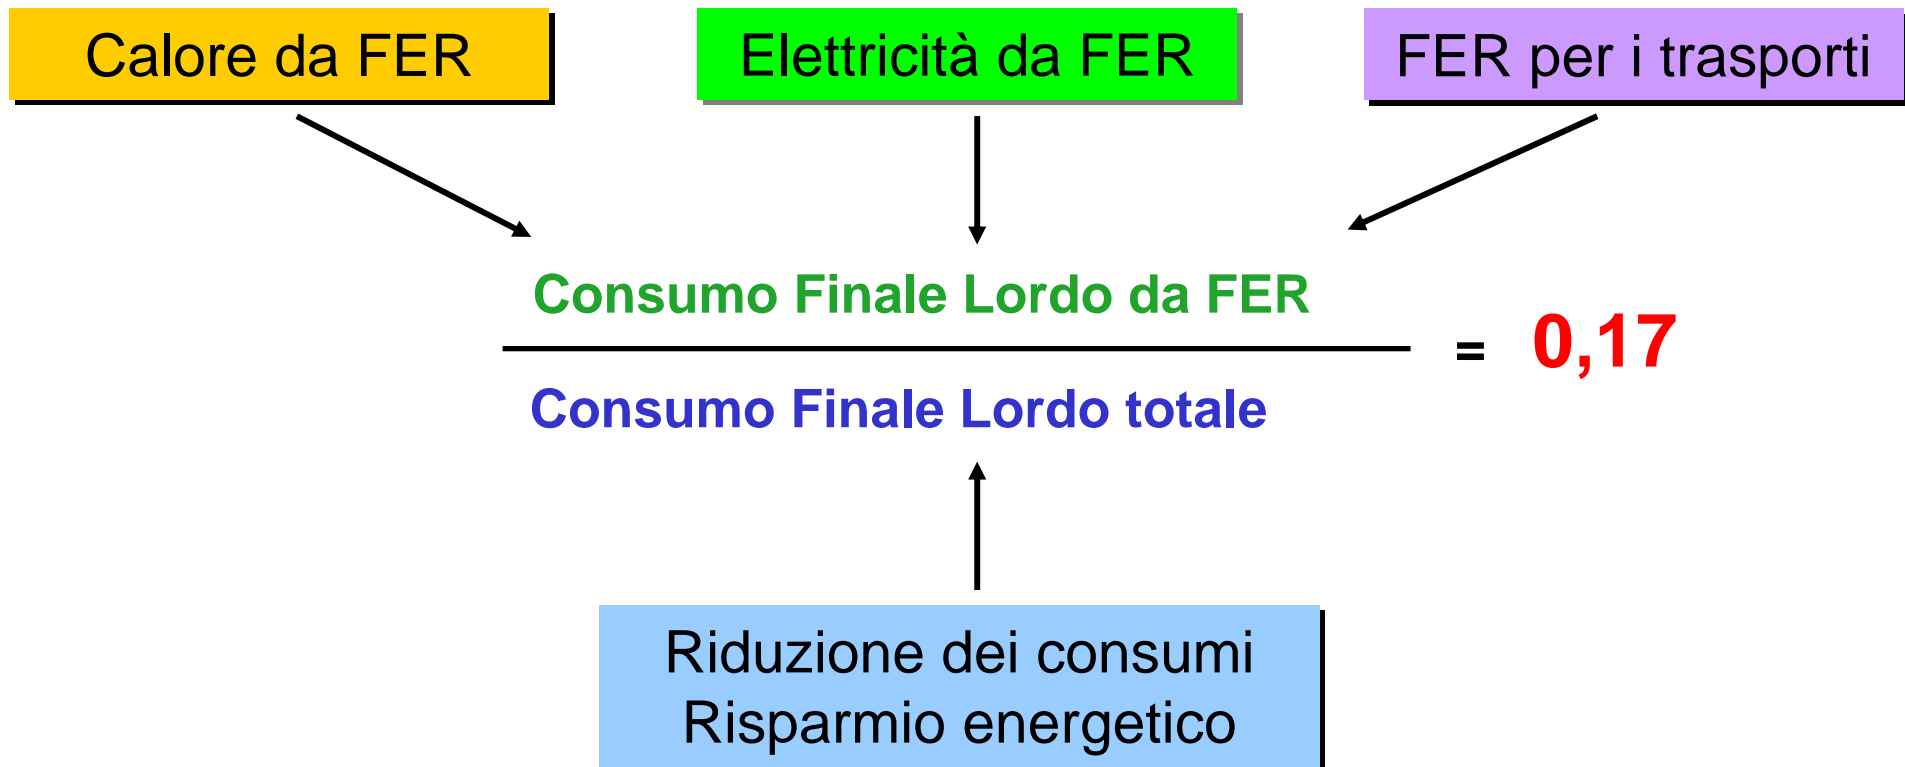 Calore da FER
Elettricità da FER
FER per i trasporti
Consumo Finale Lordo da FER
= 0,17
Consumo Finale Lordo totale
Riduzione dei consumi
Risparmio energetico